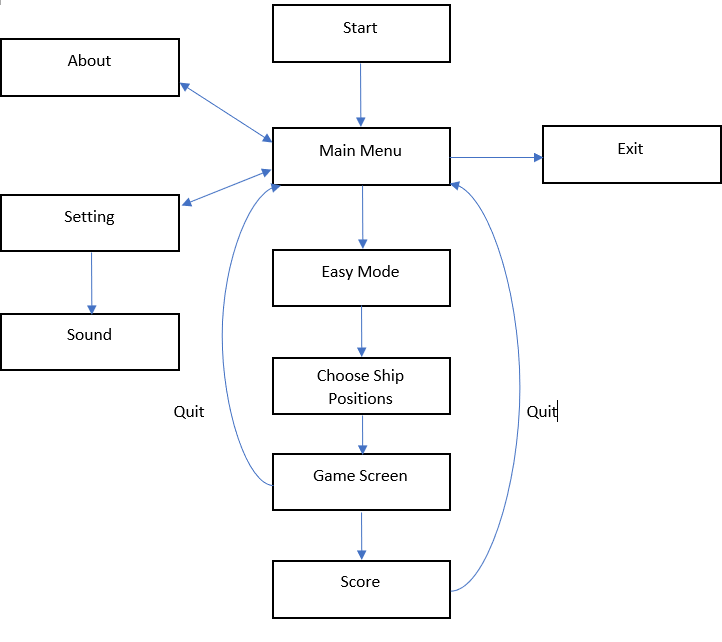 Start
About
Main Menu
Exit
Setting
Easy Mode
Sound
Choose Ship
Positions
Quit
Quit
Game Screen
Score